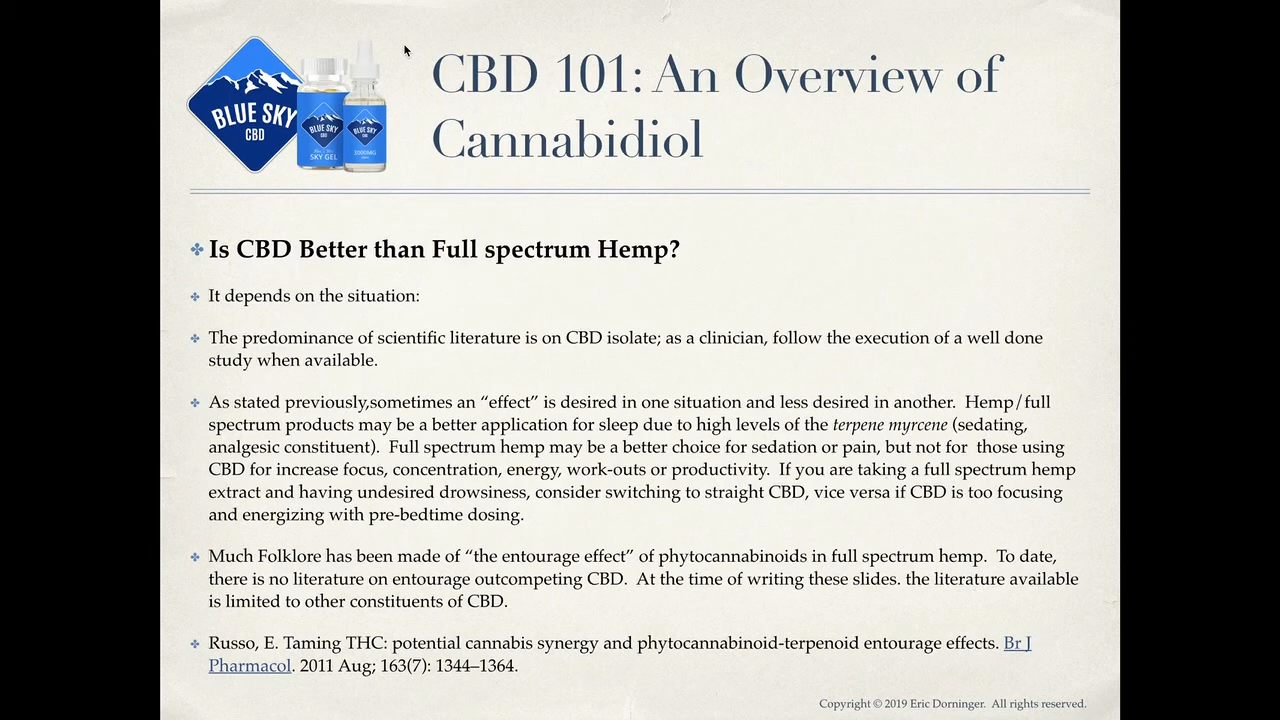 CBD 101: An Overview of
Cannabidiol
BLUE SKY
CBD
BLUE SKY
CBD
SKY GEL
BLUE SKY
CBD
3000MG
Is CBD Better than Full spectrum Hemp?
It depends on the situation:
The predominance of scientific literature is on CBD isolate; as a clinician, follow the execution of a well done
study when available.
As stated previously,sometimes an “effect” is desired in one situation and less desired in another. Hemp/full
spectrum products may be a better application for sleep due to high levels of the terpene myrcene (sedating,
analgesic constituent). Full spectrum hemp may be a better choice for sedation or pain, but not for those using
CBD for increase focus, concentration, energy, work-outs or productivity. If you are taking a full spectrum hemp
extract and having undesired drowsiness, consider switching to straight CBD, vice versa if CBD is too focusing
and energizing with pre-bedtime dosing.
Much Folklore has been made of “the entourage effect” of phytocannabinoids in full spectrum hemp. To date,
there is no literature on entourage outcompeting CBD. At the time of writing these slides. the literature available
is limited to other constituents of CBD.
Russo, E. Taming THC: potential cannabis synergy and phytocannabinoid-terpenoid entourage effects. Br J
Pharmacol. 2011 Aug; 163(7): 1344–1364.
Copyright © 2019 Eric Dorninger. All rights reserved.